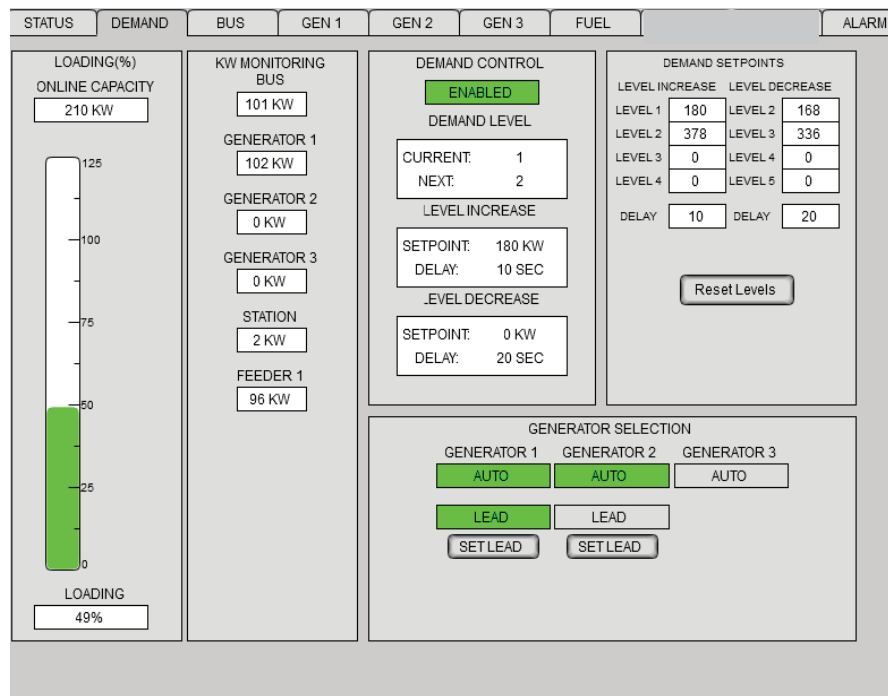 STATUS DEMAND BUS GEN 1 GEN 2 GEN 3 FUEL ALARM
LOADING(%)
ONLINE CAPACITY
210 KW
125
100
75
50
25
0
LOADING
49%
KW MONITORING
BUS
101 KW
GENERATOR 1
102 KW
GENERATOR 2
0 KW
GENERATOR 3
0 KW
STATION
2 KW
FEEDER 1
96 KW
DEMAND CONTROL
ENABLED
DEMAND LEVEL
CURRENT: 1
NEXT: 2
LEVEL INCREASE
SETPOINT: 180 KW
DELAY: 10 SEC
LEVEL DECREASE
SETPOINT: 0 KW
DELAY: 20 SEC
DEMAND SETPOINTS
LEVEL INCREASE LEVEL DECREASE
LEVEL 1 180 LEVEL 2 168
LEVEL 2 378 LEVEL 3 336
LEVEL 3 0 LEVEL 4 0
LEVEL 4 0 LEVEL 5 0
DELAY 10 DELAY 20
Reset Levels
GENERATOR SELECTION
GENERATOR 1 GENERATOR 2 GENERATOR 3
AUTO AUTO AUTO
LEAD LEAD
SET LEAD SET LEAD